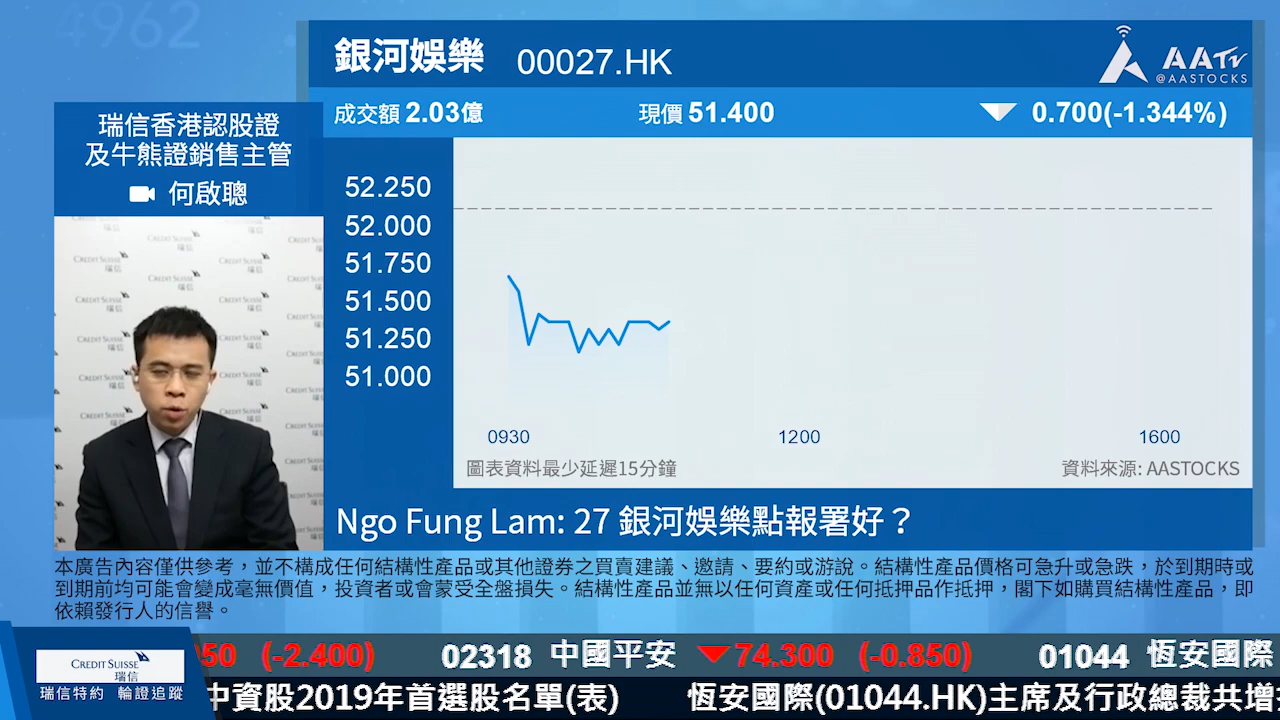 4962
銀河娛樂 00027.HK
AATV
@AASTOCKS
成交額 2.03億 現價 51.400 0.700(-1.344%)
瑞信香港認股證
及牛熊證銷售主管
何啟聰
52.250
52.000
51.750
51.500
51.250
51.000
0930 1200 1600
圖表資料最少延遲15分鐘 資料來源: AASTOCKS
CREDIT SUISSE
瑞信
Ngo Fung Lam: 27 銀河娛樂點報署好？
本廣告內容僅供參考，並不構成任何結構性產品或其他證券之買賣建議、邀請、要約或游說。結構性產品價格可急升或急跌，於到期時或
到期前均可能會變成毫無價值，投資者或會蒙受全盤損失。結構性產品並無以任何資產或任何抵押品作抵押，閣下如購買結構性產品，即
依賴發行人的信譽。
50 (-2.400) 02318 中國平安 74.300 (-0.850) 01044 恆安國際
CREDIT SUISSE
瑞信
瑞信特約 輪證追蹤
中資股2019年首選股名單(表) 恆安國際(01044.HK)主席及行政總裁共增